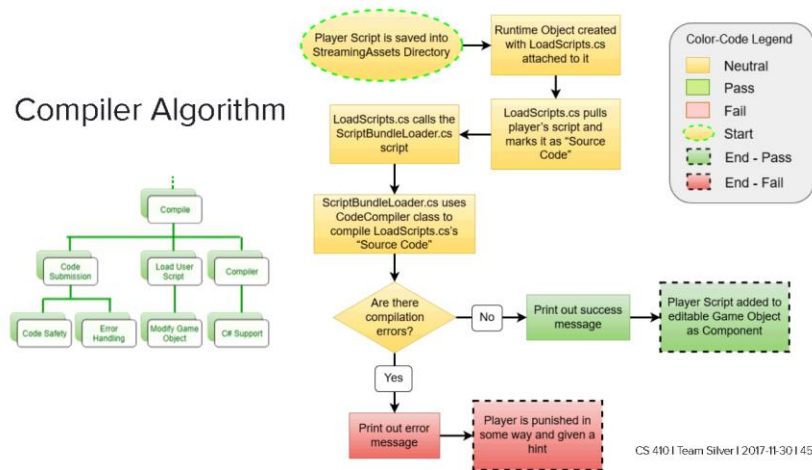 Compiler Algorithm
Compile
Code
Submission
Load User
Script
Compiler
Code Safety
Error
Handling
Modify Game
Object
C# Support
Player Script is saved into
StreamingAssets Directory
Runtime Object created
with LoadScripts.cs
attached to it
LoadScripts.cs pulls
player's script and
marks it as "Source
Code"
LoadScripts.cs calls the
ScriptBundleLoader.cs
script
ScriptBundleLoader.cs uses
CodeCompiler class to
compile LoadScripts.cs's
"Source Code"
Are there
compilation
errors?
No
Print out success
message
Player Script added to
editable Game Object
as Component
Yes
Print out error
message
Player is punished in
some way and given a
hint
Color-Code Legend
Neutral
Pass
Fail
Start
End - Pass
End - Fail
CS 410 I Team Silver I 2017-11-30 I 45